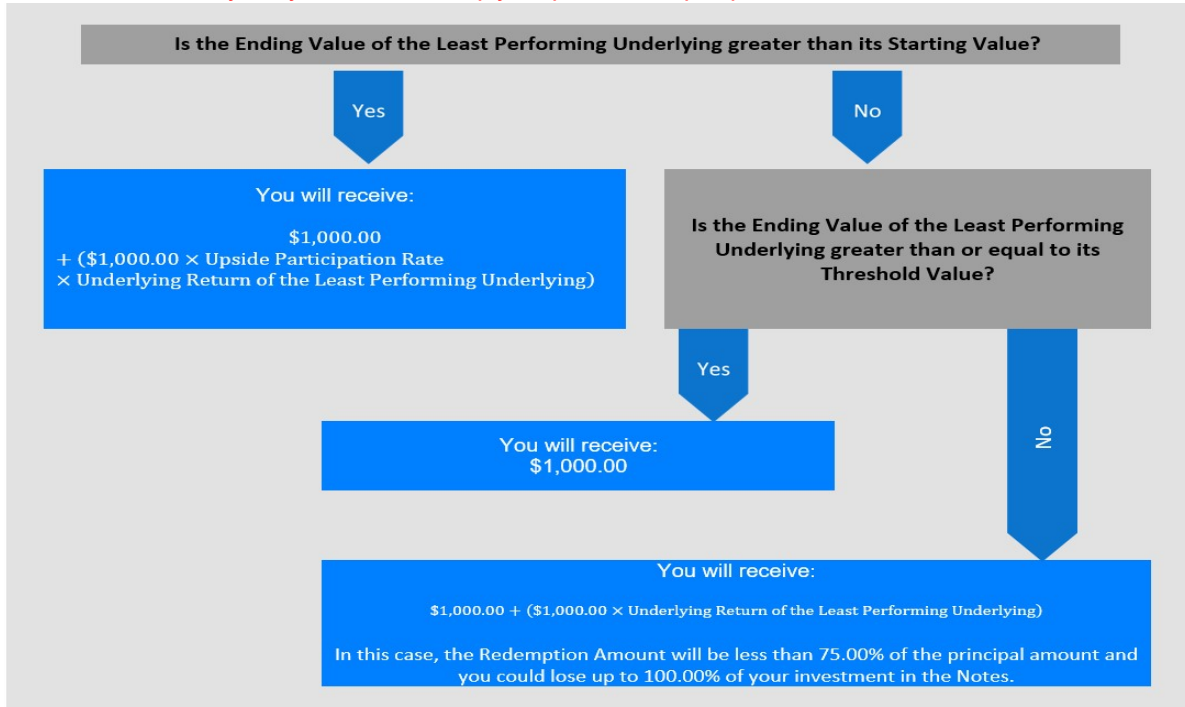 Is the Ending Value of the Least Performing Underlying greater than its Starting Value?
Yes
No
You will receive:
$1,000.00
+ ($1,000.00 × Upside Participation Rate
× Underlying Return of the Least Performing Underlying)
Is the Ending Value of the Least Performing
Underlying greater than or equal to its
Threshold Value?
Yes
No
You will receive:
$1,000.00
You will receive:
$1,000.00 + ($1,000.00 × Underlying Return of the Least Performing Underlying)
In this case, the Redemption Amount will be less than 75.00% of the principal amount and
you could lose up to 100.00% of your investment in the Notes.